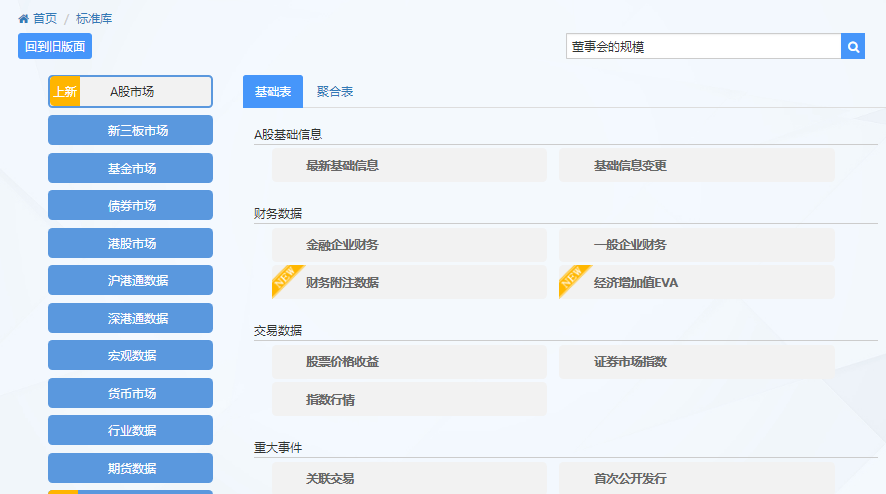 首页 / 标准库
回到旧版面
董事会的规模
上新 A股市场
新三板市场
基金市场
债券市场
港股市场
沪港通数据
深港通数据
宏观数据
货币市场
行业数据
期货数据
基础表 聚合表
A股基础信息
最新基础信息 基础信息变更
财务数据
金融企业财务 一般企业财务
NEW 财务附注数据 NEW 经济增加值EVA
交易数据
股票价格收益 证券市场指数
指数行情
重大事件
关联交易 首次公开发行